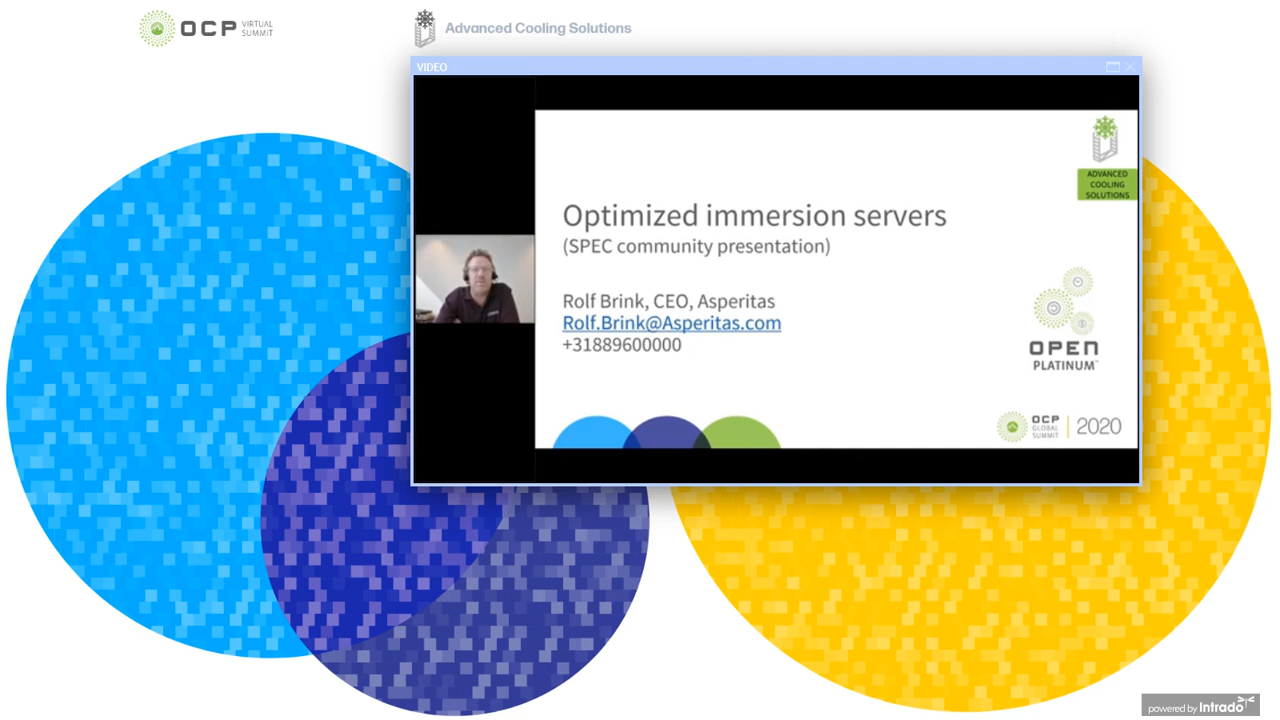 OCP VIRTUAL SUMMIT
Advanced Cooling Solutions
VIDEO
ADVANCED
COOLING
SOLUTIONS
Optimized immersion servers
(SPEC community presentation)
Rolf Brink, CEO, Asperitas
Rolf.Brink@Asperitas.com
+31889600000
OPEN
PLATINUM™
OCP
GLOBAL
SUMMIT
2020
powered by Intrado